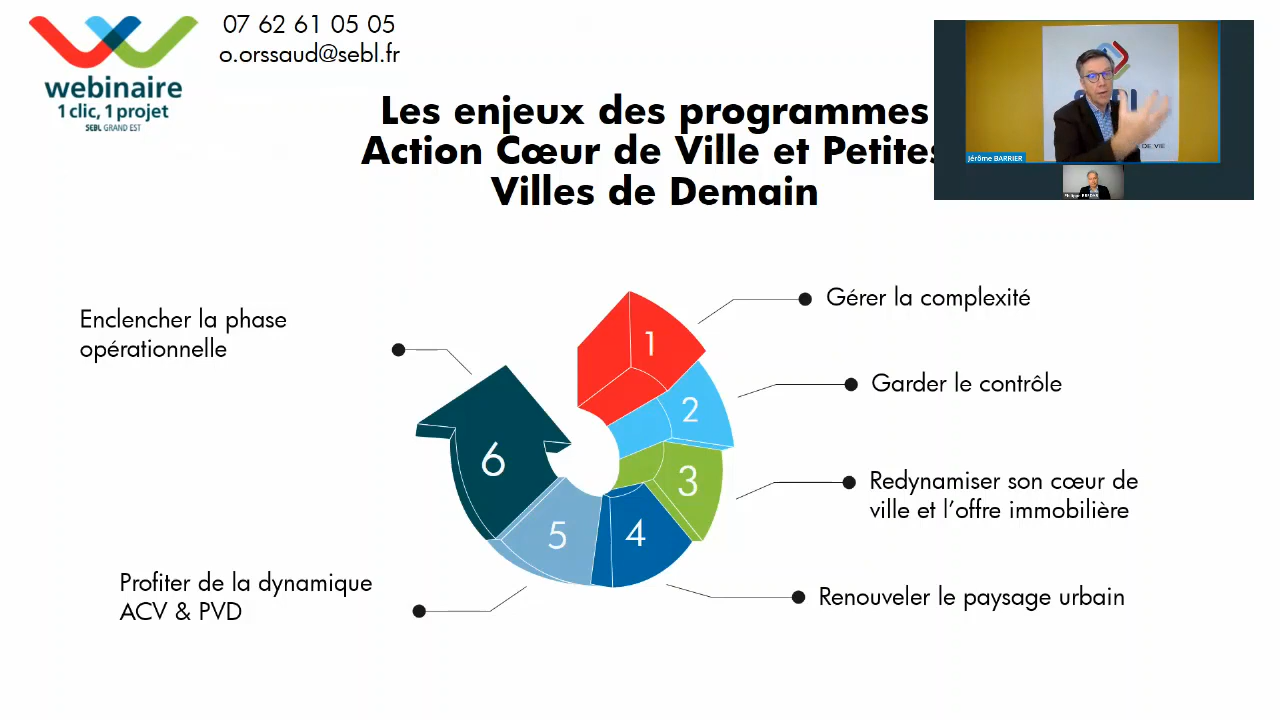 07 62 61 05 05
o.orssaud@sebl.fr
webinaire
1 clic, 1 projet
SEBL GRAND EST
Les enjeux des programmes
Action Cœur de Ville et Petites
Villes de Demain
DE VIE
Jérôme BARRIER
Philippe
Enclencher la phase
opérationnelle
Profiter de la dynamique
ACV & PVD
1
2
3
4
5
6
Gérer la complexité
Garder le contrôle
Redynamiser son cœur de
ville et l'offre immobilière
Renouveler le paysage urbain